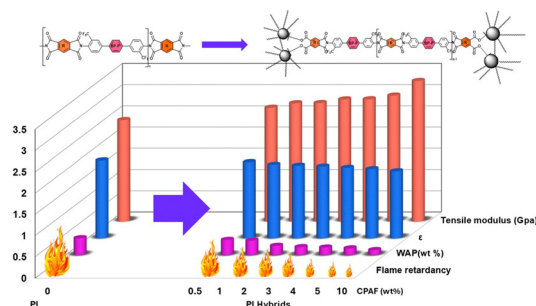 3.5
3
2.5
2
1.5
1
0.5
0
Tensile modulus (Gpa)
ε
WAP(wt %)
Flame retardancy
0 0.5 1 2 3 4 5 10 CPAF (wt%)
PI PI Hybrids